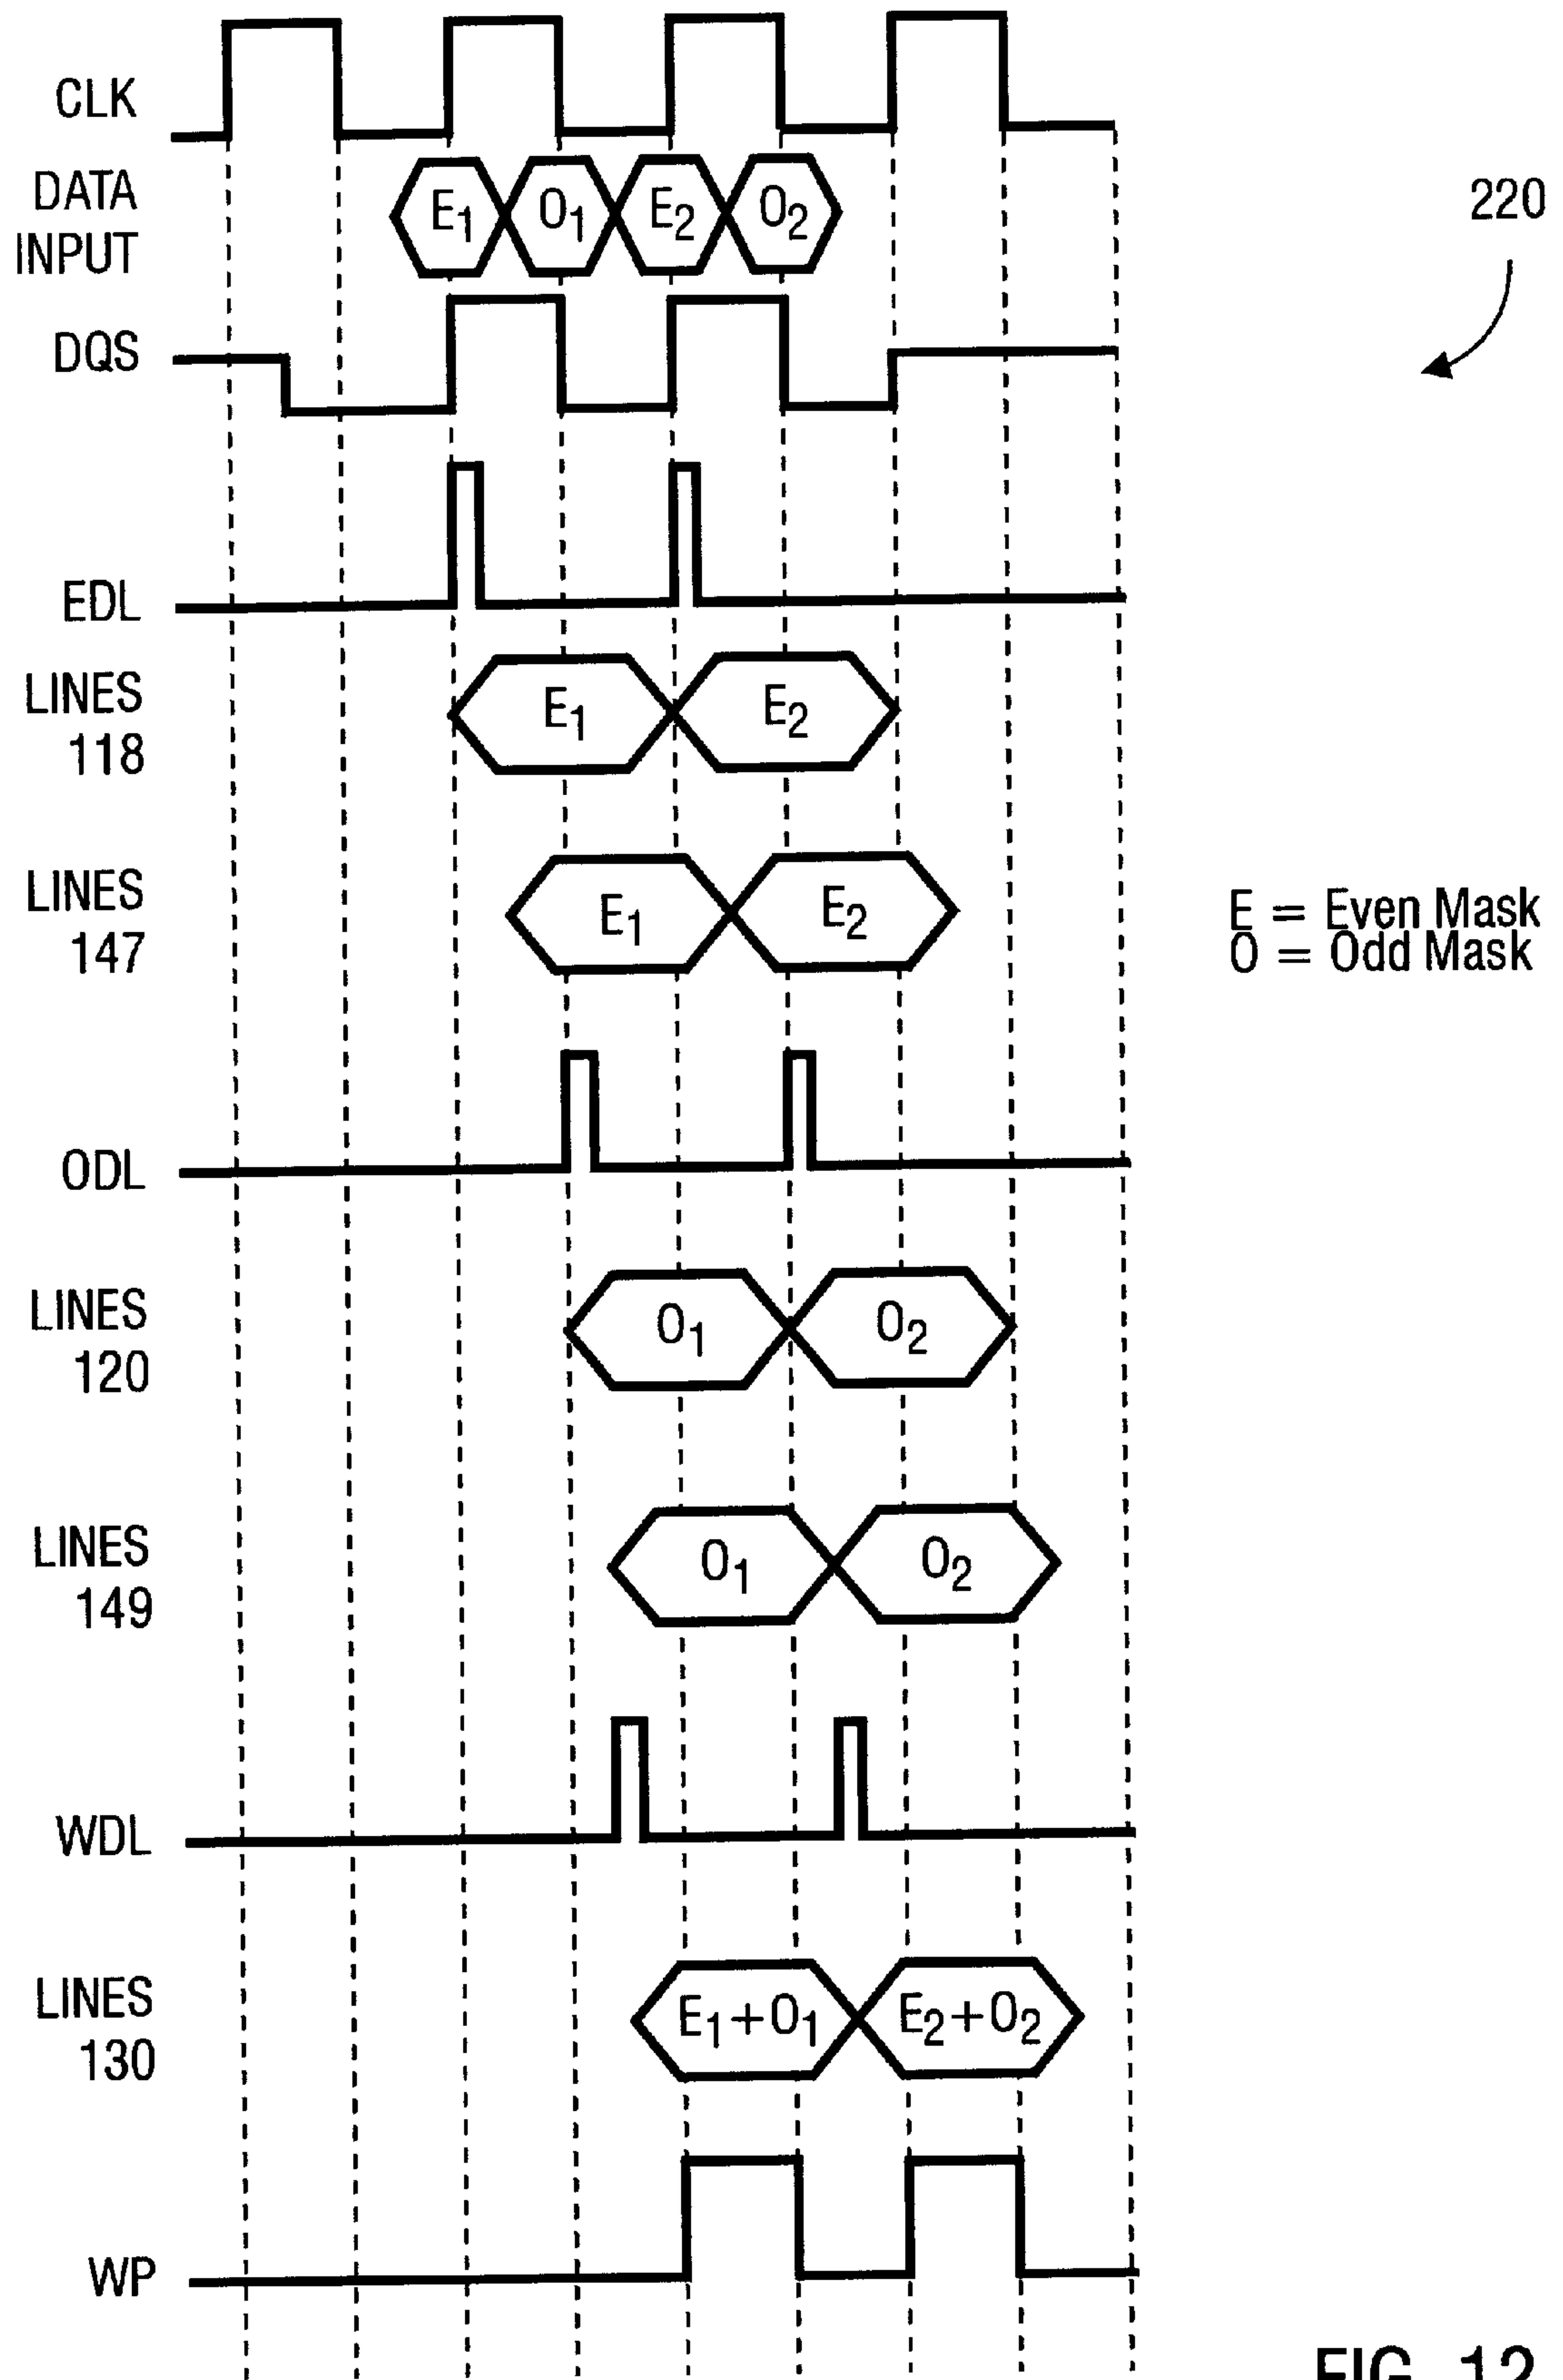 CLK
DATA
INPUT
E1 O1 E2 O2
220
DQS
EDL
LINES
118
E1 E2
LINES
147
E1 E2
E = Even Mask
O = Odd Mask
ODL
LINES
120
O1 O2
LINES
149
O1 O2
WDL
LINES
130
E1+O1 E2+O2
WP
FIG. 12